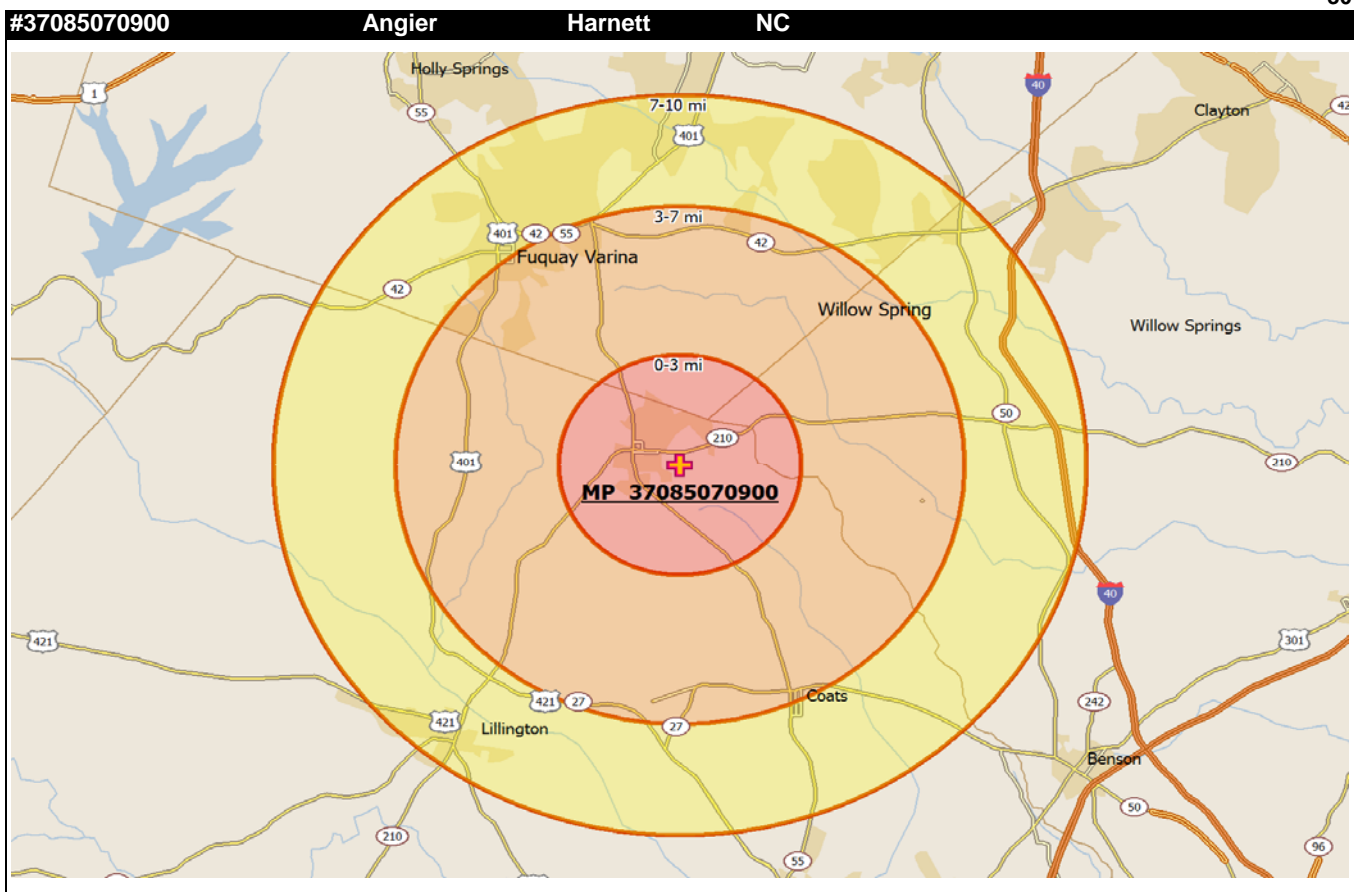 #37085070900 Angier Harnett NC
Holly Springs
1
55
7-10 mi
401
40
Clayton
42
3-7 mi
401 42 55
42
Fuquay Varina
42
Willow Spring
Willow Springs
0-3 mi
50
210
401
210
MP 37085070900
40
421
301
421 27
Coats
242
421
Lillington
27
Benson
50
210
55
96